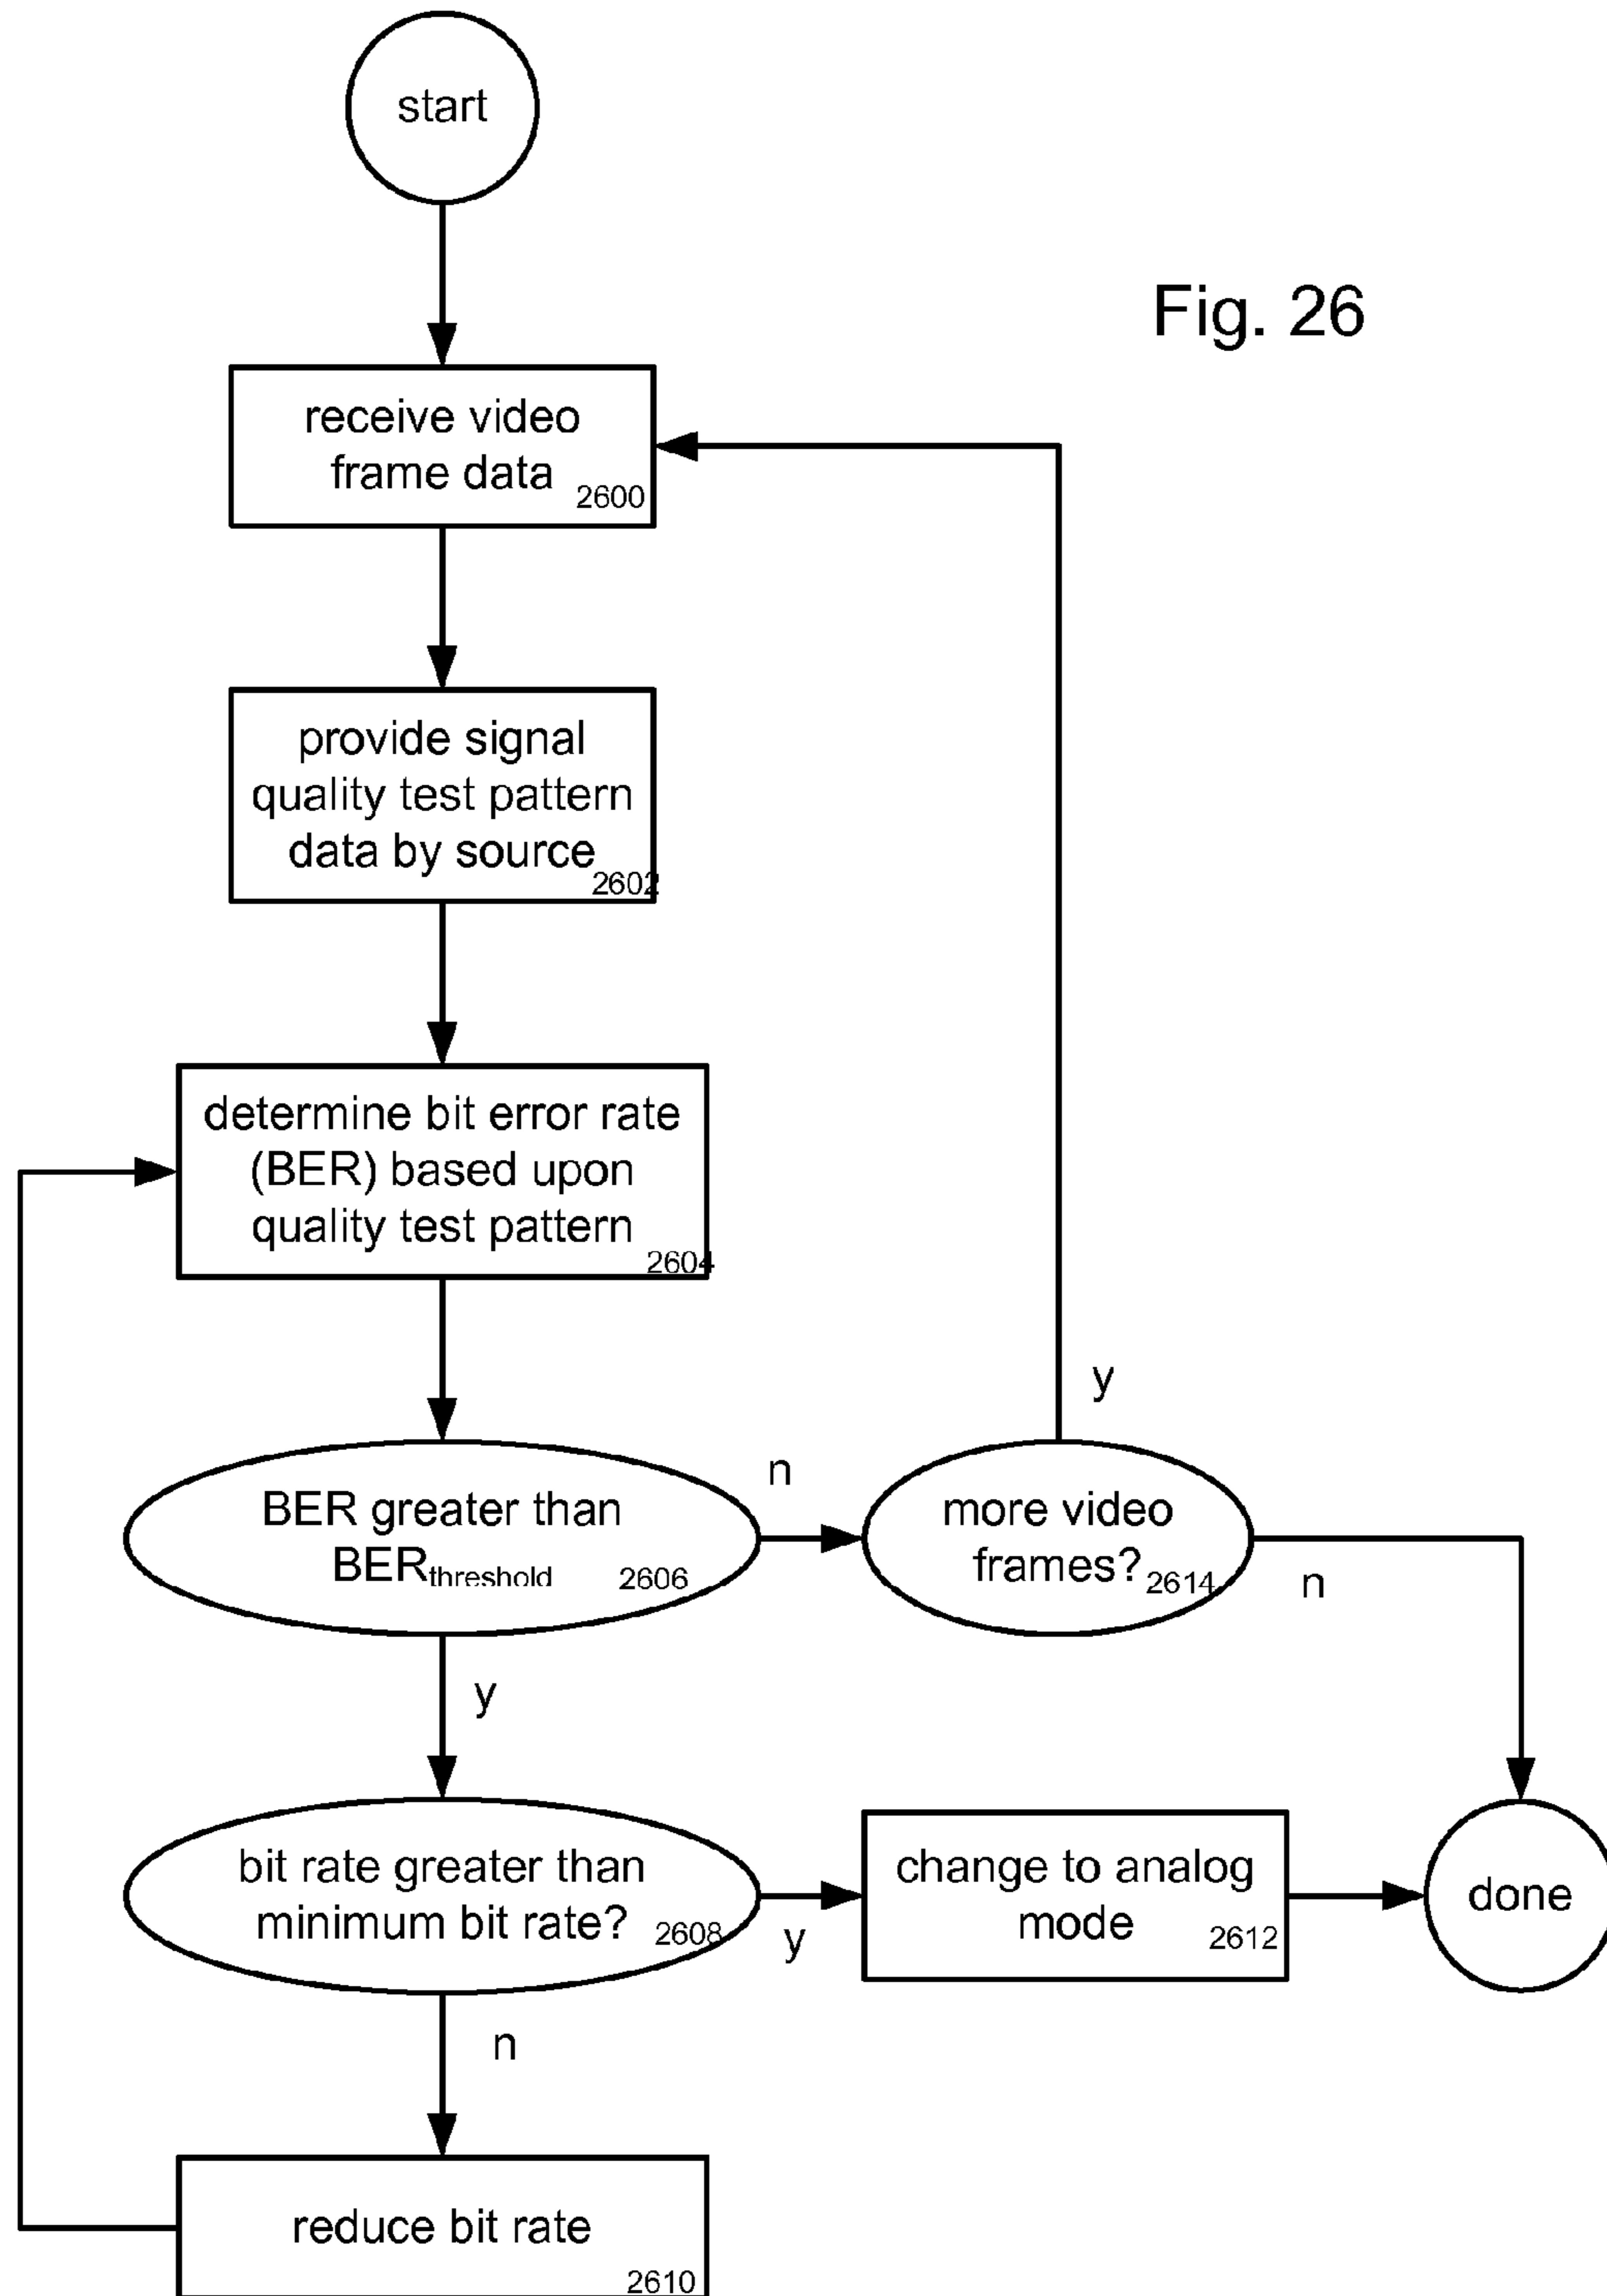 start
Fig. 26
receive video
frame data
2600
provide signal
quality test pattern
data by source
2602
determine bit error rate
(BER) based upon
quality test pattern
2604
y
BER greater than
BERthreshold
2606
n
more video
frames?
2614
n
y
bit rate greater than
minimum bit rate?
2608
y
change to analog
mode
2612
done
n
reduce bit rate
2610